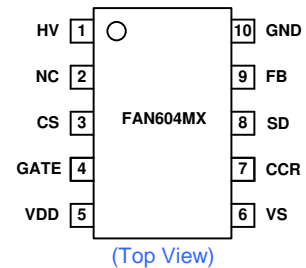 HV 1 10 GND
NC 2 9 FB
CS 3 FAN604MX 8 SD
GATE 4 7 CCR
VDD 5 6 VS
(Top View)